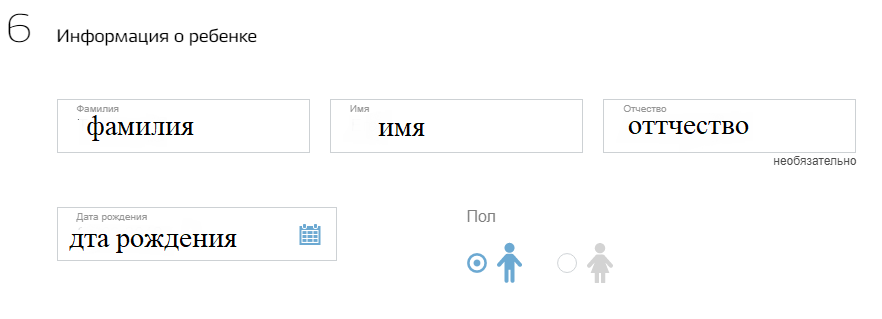 6 Информация о ребенке
Фамилия
фамилия
Имя
имя
Отчество
оттчество
необязательно
Дата рождения
дта рождения
Пол